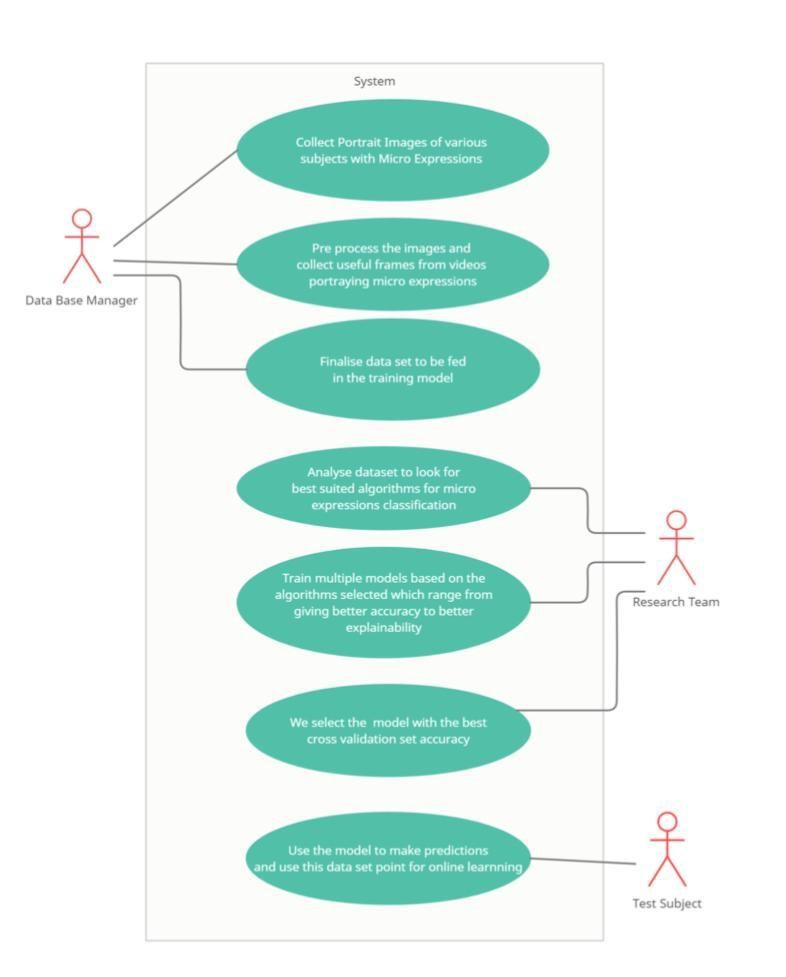 System
Collect Portrait Images of various
subjects with Micro Expressions
Pre process the images and
collect useful frames from videos
portraying micro expressions
Data Base Manager
Finalise data set to be fed
in the training model
Analyse dataset to look for
best suited algorithms for micro
expressions classification
Train multiple models based on the
algorithms selected which range from
giving better accuracy to better
explainability
Research Team
We select the model with the best
cross validation set accuracy
Use the model to make predictions
and use this data set point for online learnning
Test Subject